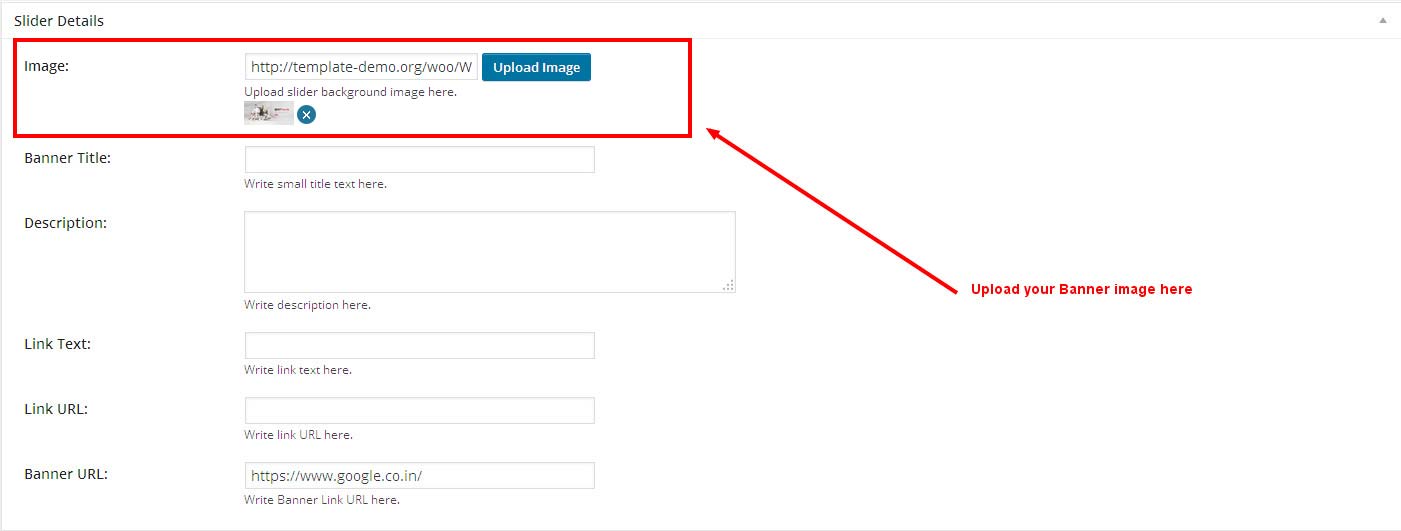 Slider Details
Image: http://template-demo.org/woo/W Upload Image
Upload slider background image here.
Banner Title:
Write small title text here.
Description:
Write description here.
Upload your Banner image here
Link Text:
Write link text here.
Link URL:
Write link URL here.
Banner URL: https://www.google.co.in/
Write Banner Link URL here.